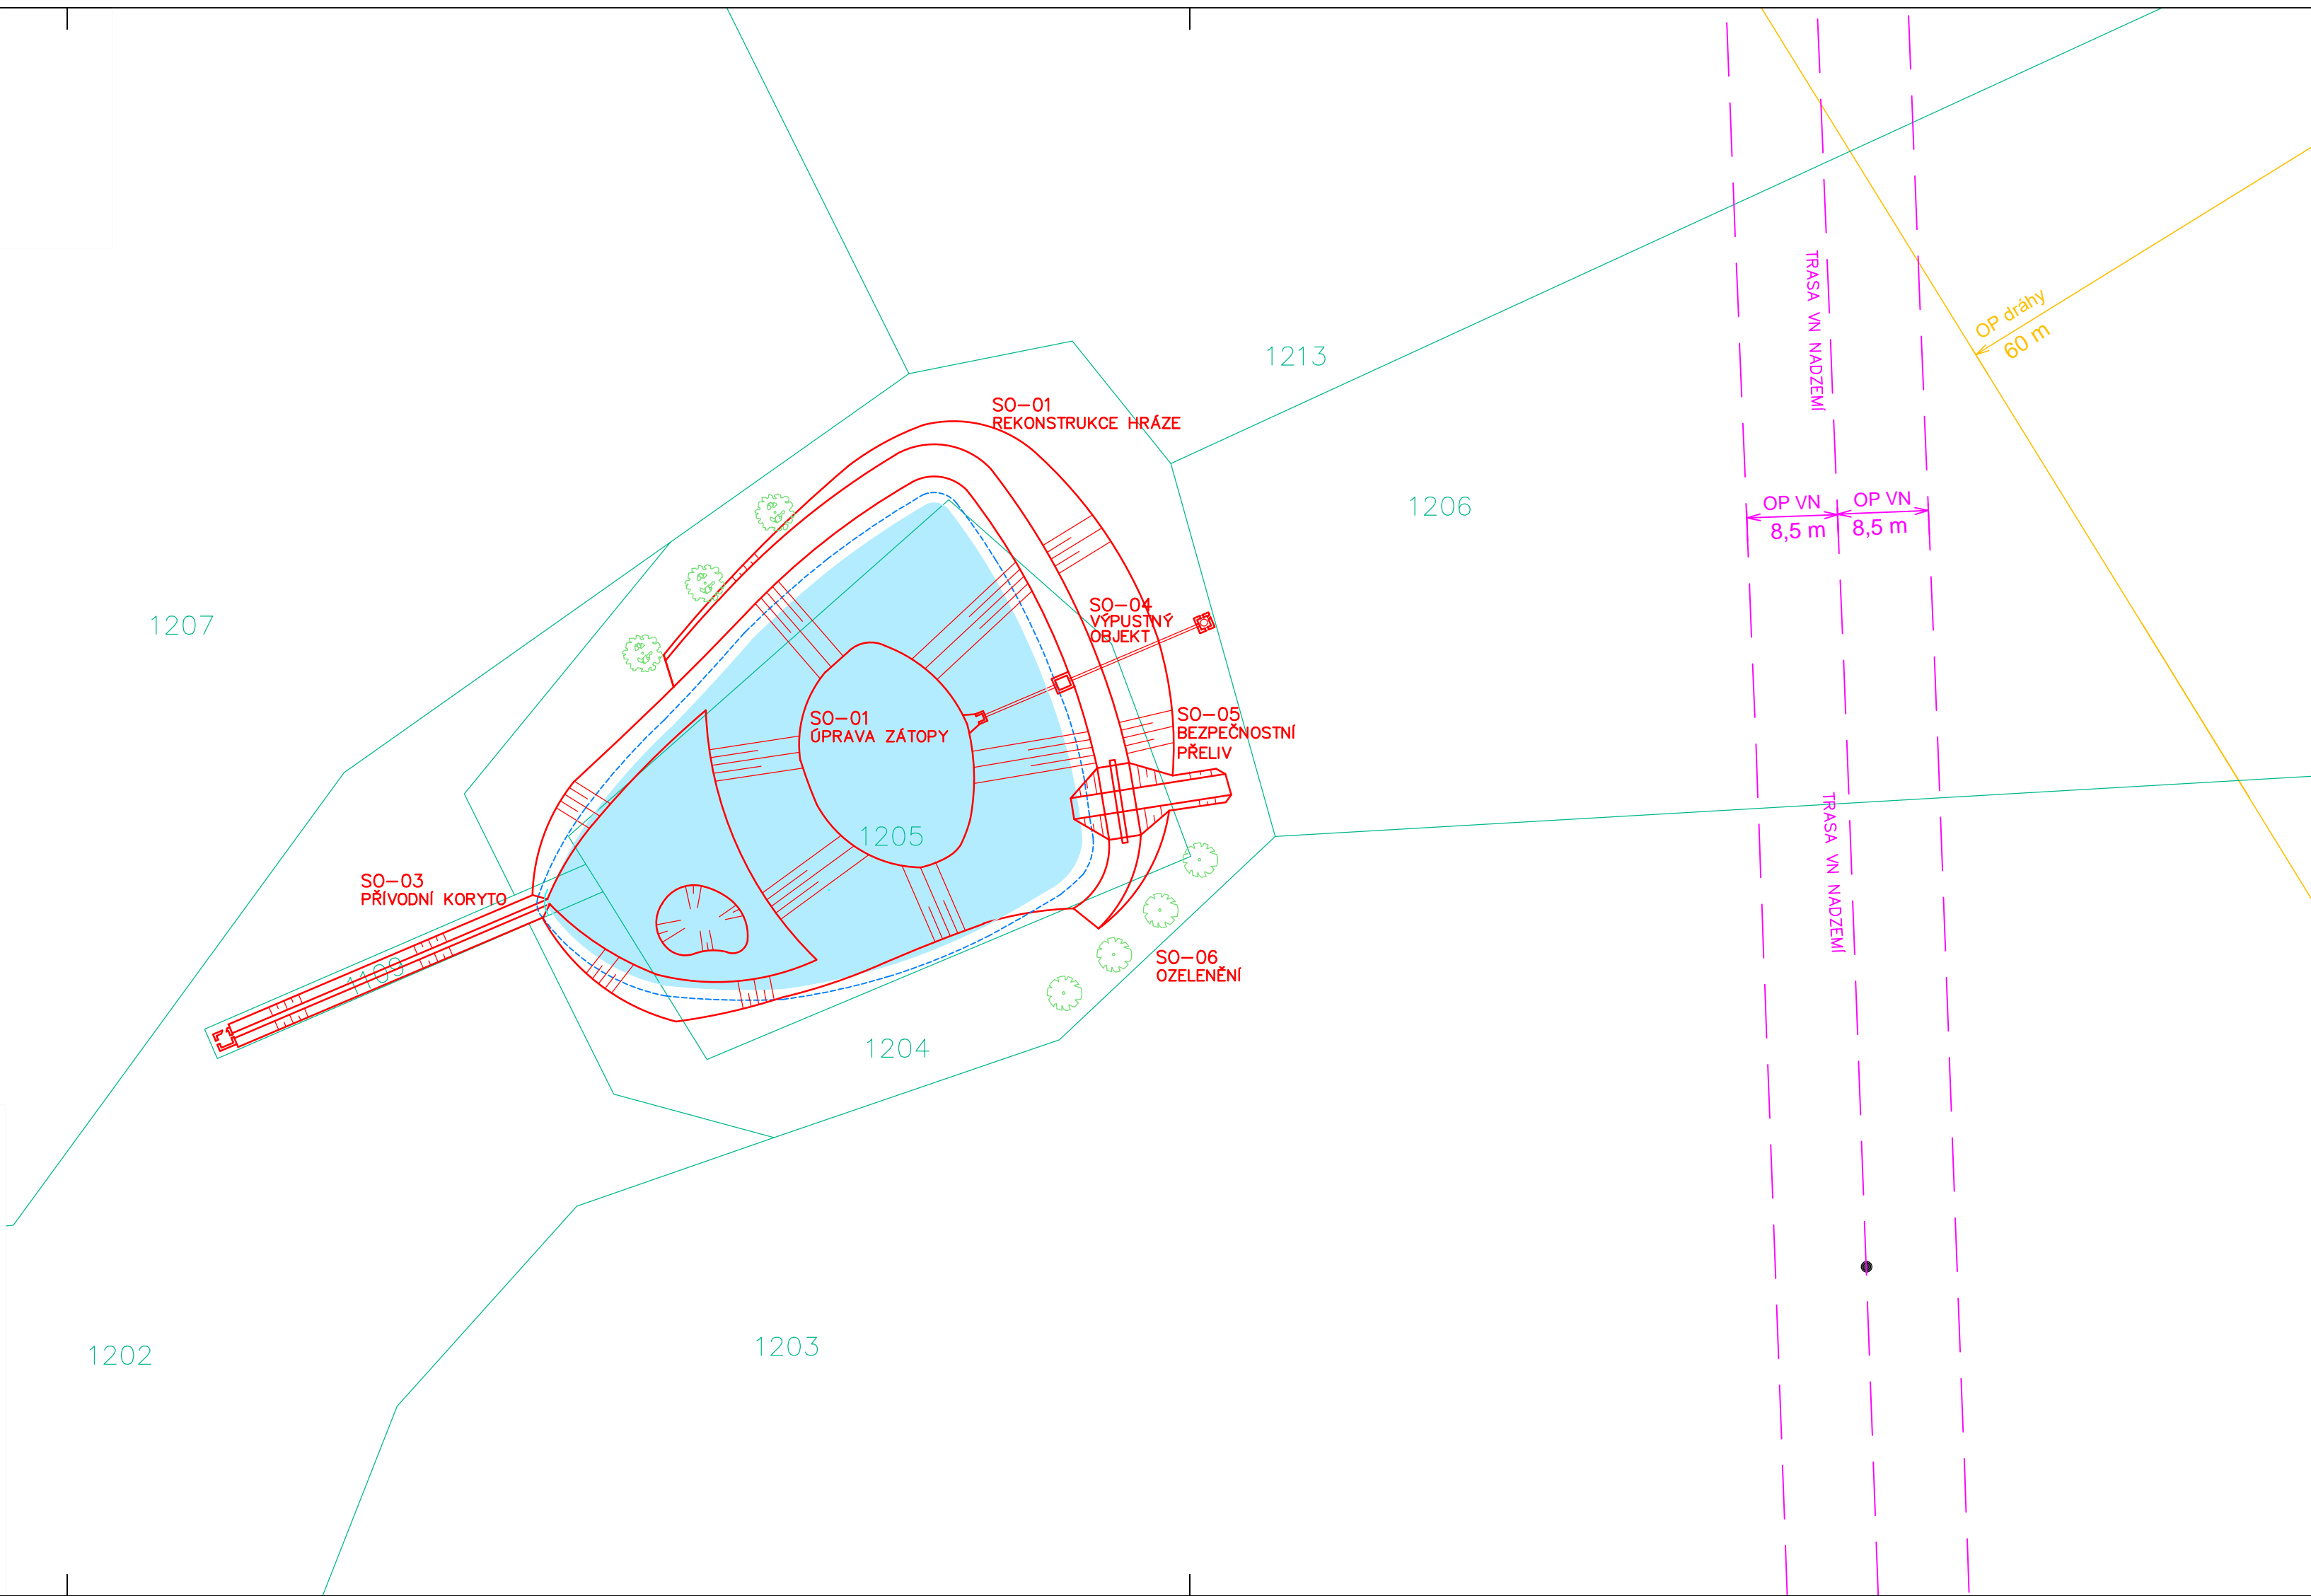 1213
SO-01
REKONSTRUKCE HRÁZE
1206
1207
SO-04
VÝPUSTNÝ
OBJEKT
SO-01
ÚPRAVA ZÁTOPY
SO-05
BEZPEČNOSTNÍ
PŘELIV
1205
SO-03
PŘÍVODNÍ KORYTO
SO-06
OZELENĚNÍ
1204
1203
1202
TRASA VN NADZEMÍ
OP VN
8,5 m
OP VN
8,5 m
TRASA VN NADZEMÍ
OP dráhy
60 m